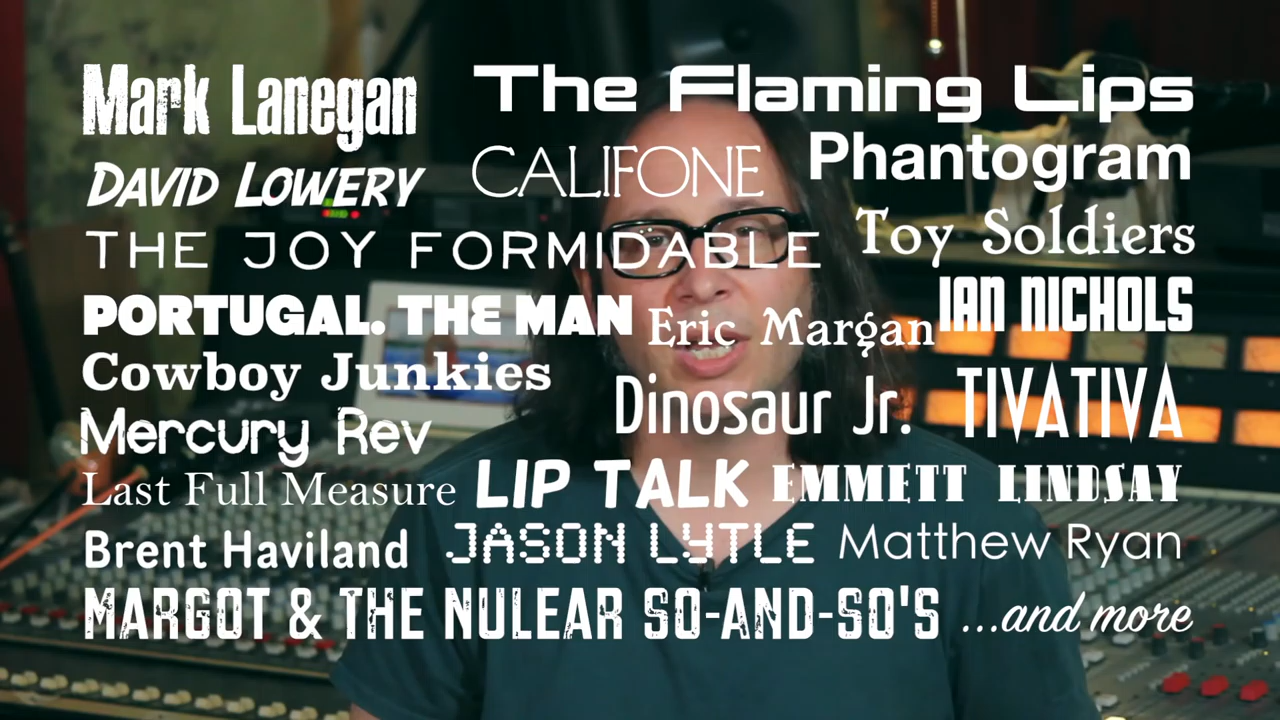 Mark Lanegan The Flaming Lips
DAVID LOWERY CALIFONE Phantogram
THE JOY FORMIDABLE Toy Soldiers
PORTUGAL. THE MAN Eric Margan IAN NICHOLS
Cowboy Junkies Dinosaur Jr. TIVATIVA
Mercury Rev
Last Full Measure LIP TALK EMMETT LINDSAY
Brent Haviland JASON LYTLE Matthew Ryan
MARGOT & THE NULEAR SO-AND-SO'S ...and more